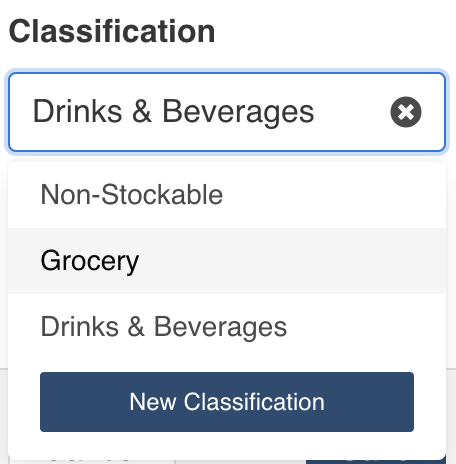 Classification
Drinks & Beverages
Non-Stockable
Grocery
Drinks & Beverages
New Classification